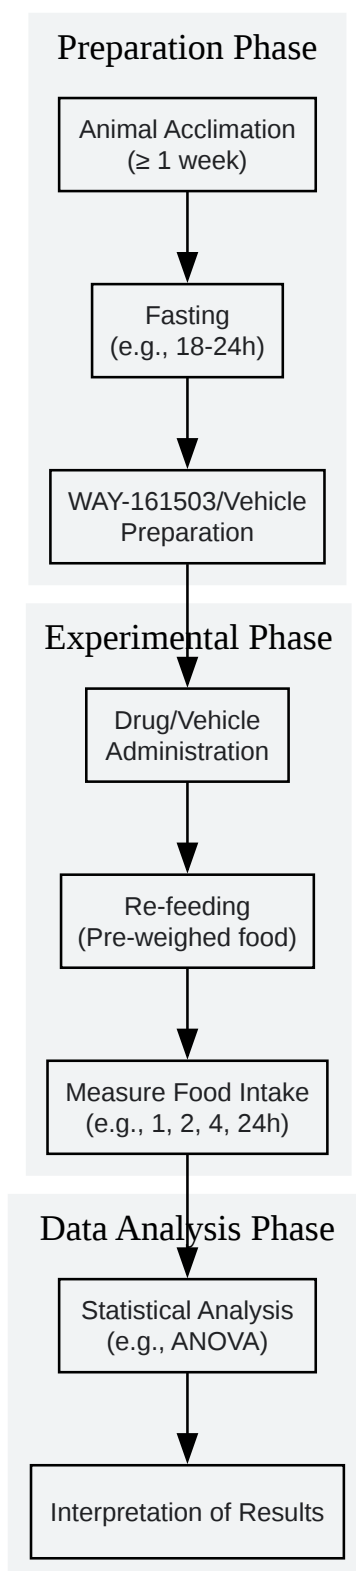 Preparation Phase
Animal Acclimation
(≥ 1 week)
Fasting
(e.g., 18-24h)
WAY-161503/Vehicle
Preparation
Experimental Phase
Drug/Vehicle
Administration
Re-feeding
(Pre-weighed food)
Measure Food Intake
(e.g., 1, 2, 4, 24h)
Data Analysis Phase
Statistical Analysis
(e.g., ANOVA)
Interpretation of Results